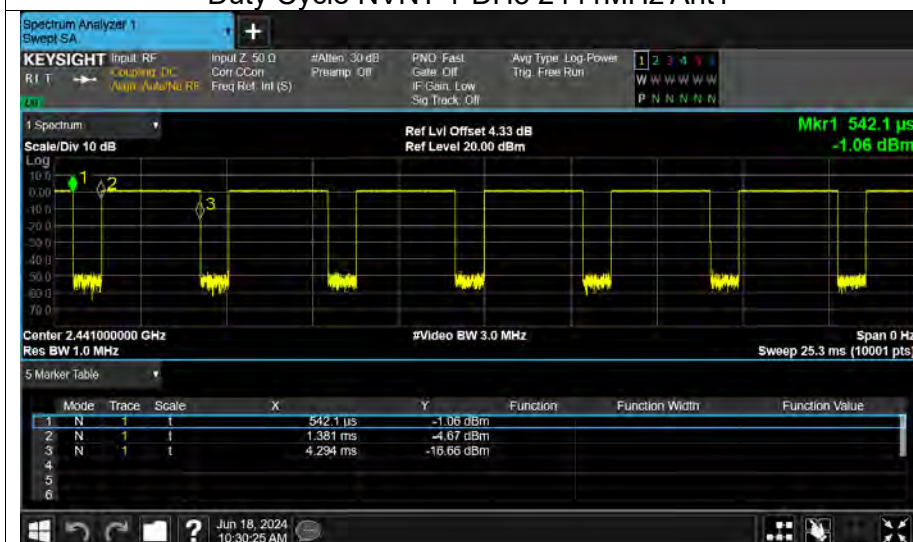 Duty Cycle NVNT 1-DH5 2441MHz Ant1
Spectrum Analyzer 1
Swept SA
+
KEYSIGHT Input: RF Input Z: 50 Ω #Atten: 30 dB PNO: Fast Avg Type: Log-Power 1 2 3 4 5 6
RLT Coupling: DC Corr CCorr Preamp: Off Gate: Off Trig: Free Run W W W W W W
Align: Auto/No RF Freq Ref: Int (S) IF Gain: Low
Sig Track: Off P N N N N N
1 Spectrum
Ref Lvl Offset 4.33 dB Mkr1 542.1 µs
Scale/Div 10 dB Ref Level 20.00 dBm -1.06 dBm
Log
10.0
0.00
-10.0
-20.0
-30.0
-40.0
-50.0
-60.0
-70.0
1
2
3
Center 2.441000000 GHz #Video BW 3.0 MHz Span 0 Hz
Res BW 1.0 MHz Sweep 25.3 ms (10001 pts)
5 Marker Table
Mode Trace Scale X Y Function Function Width Function Value
1 N 1 t 542.1 µs -1.06 dBm
2 N 1 t 1.381 ms -4.67 dBm
3 N 1 t 4.294 ms -16.66 dBm
4
5
6
? Jun 18, 2024
10:30:25 AM